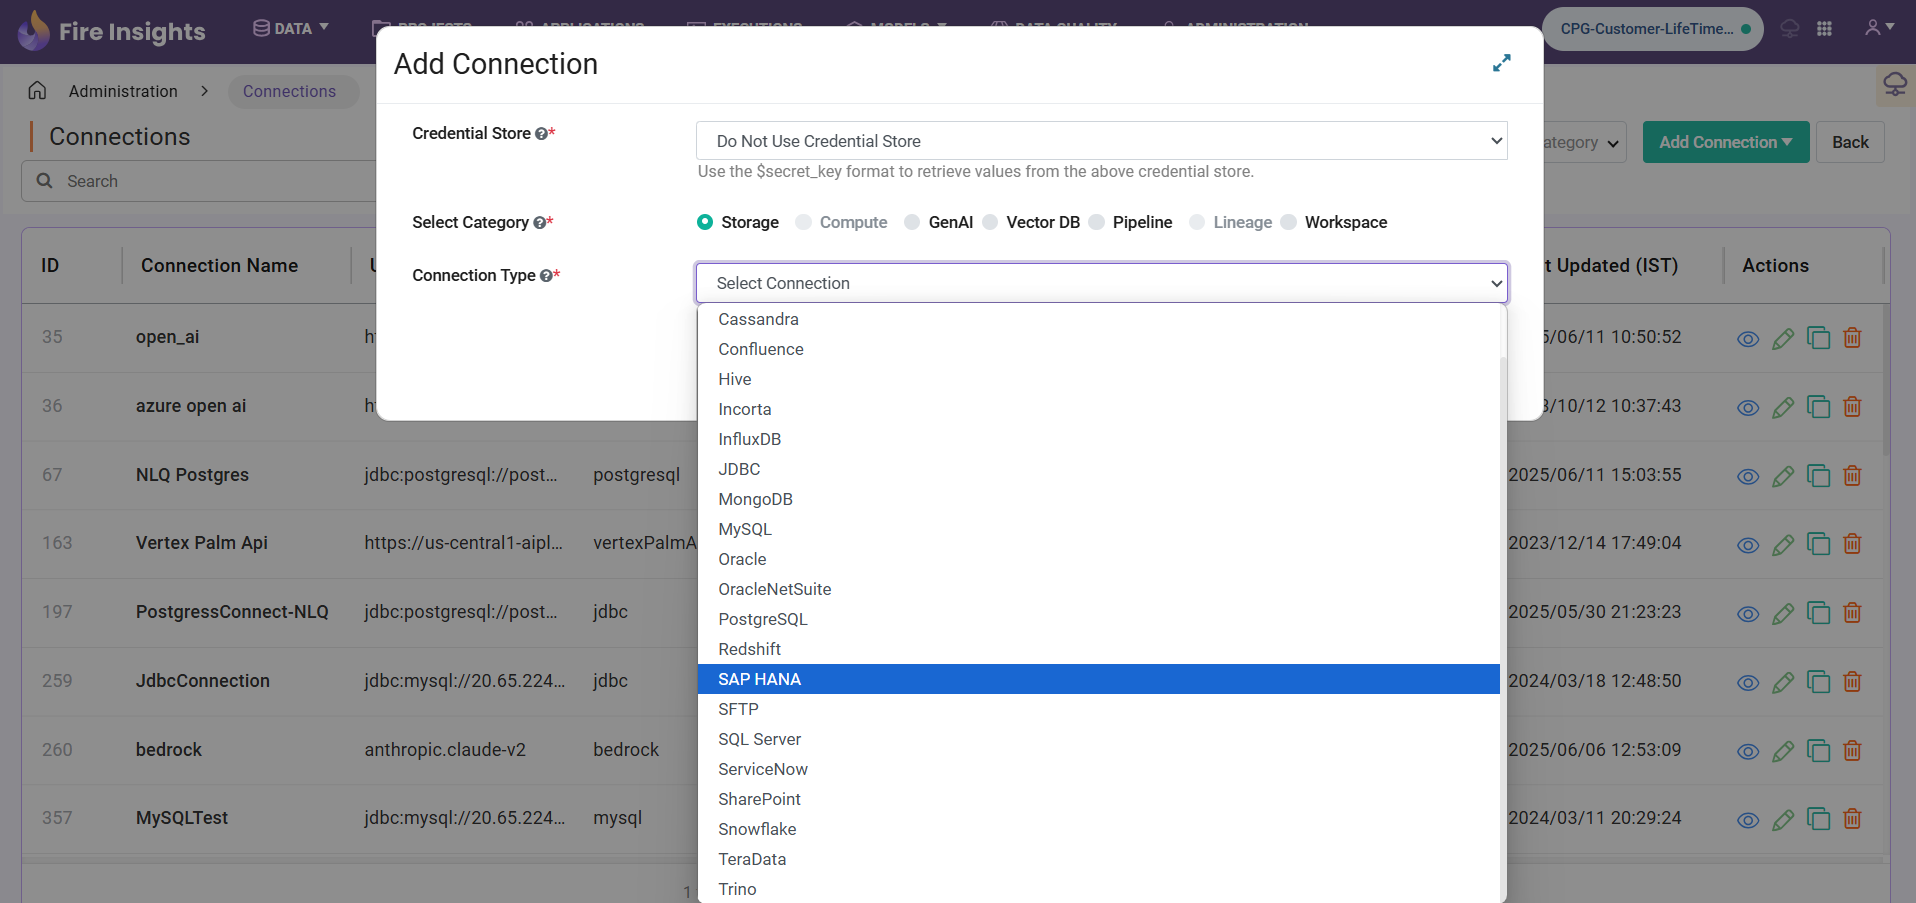 Fire Insights
DATA
PROJECTS
APPLICATIONS
EXECUTIONS
MODELS
DATA QUALITY
ADMINISTRATION
CPG-Customer-LifeTime...
Administration > Connections
Connections
Search
ategory
Add Connection
Back
Add Connection
Credential Store ?*
Do Not Use Credential Store
Use the $secret_key format to retrieve values from the above credential store.
Select Category ?*
Storage Compute GenAI Vector DB Pipeline Lineage Workspace
Connection Type ?*
Select Connection
Cassandra
Confluence
Hive
Incorta
InfluxDB
JDBC
MongoDB
MySQL
Oracle
OracleNetSuite
PostgreSQL
Redshift
SAP HANA
SFTP
SQL Server
ServiceNow
SharePoint
Snowflake
TeraData
Trino
ID Connection Name t Updated (IST) Actions
35 open_ai 5/06/11 10:50:52
36 azure open ai 3/10/12 10:37:43
67 NLQ Postgres jdbc:postgresql://post... postgresql 2025/06/11 15:03:55
163 Vertex Palm Api https://us-central1-aipl... vertexPalmA 2023/12/14 17:49:04
197 PostgressConnect-NLQ jdbc:postgresql://post... jdbc 2025/05/30 21:23:23
259 JdbcConnection jdbc:mysql://20.65.224... jdbc 2024/03/18 12:48:50
260 bedrock anthropic.claude-v2 bedrock 2025/06/06 12:53:09
357 MySQLTest jdbc:mysql://20.65.224... mysql 2024/03/11 20:29:24
1